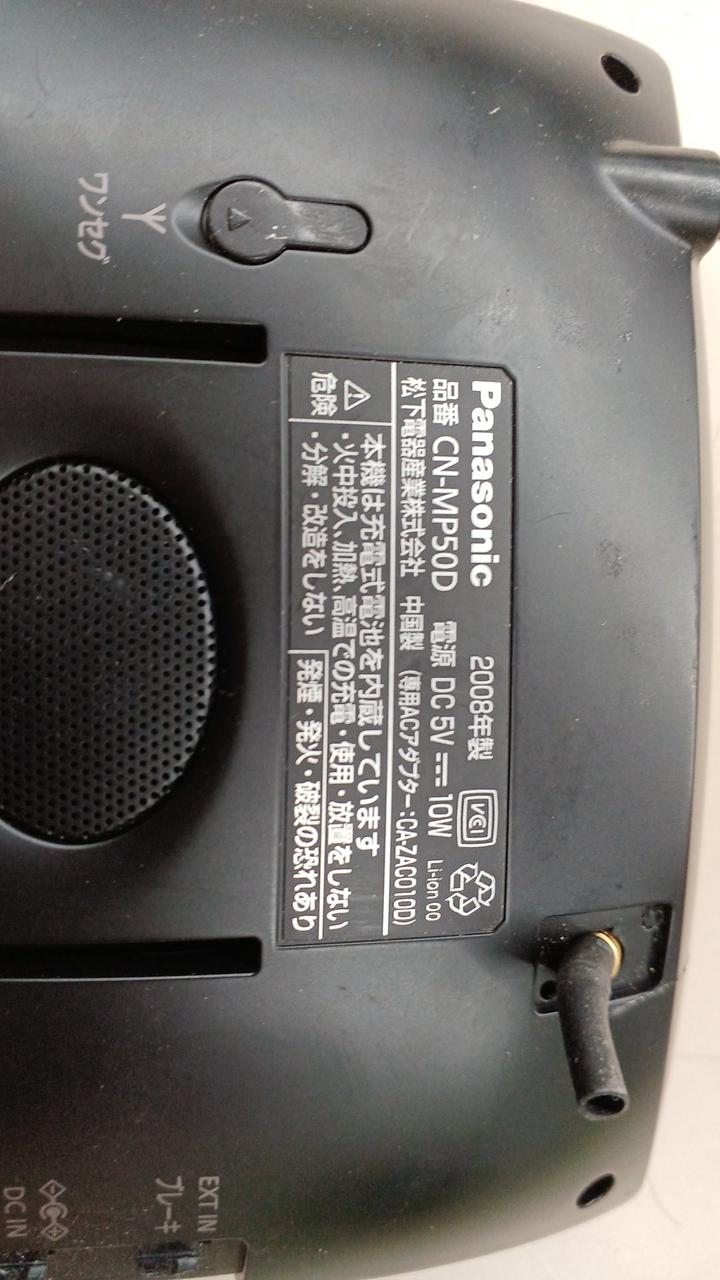 ワンセグ
Panasonic 2008年製
VCCI
品番 CN-MP50D 電源 DC 5V 10W
Li-ion 00
松下電器産業株式会社 中国製 (専用ACアダプター:CA-ZAC010D)
危険
本機は充電式電池を内蔵しています
・火中投入、加熱、高温での充電・使用・放置をしない
・分解・改造をしない
発煙・発火・破裂の恐れあり
EXT IN
ブレーキ
DC IN